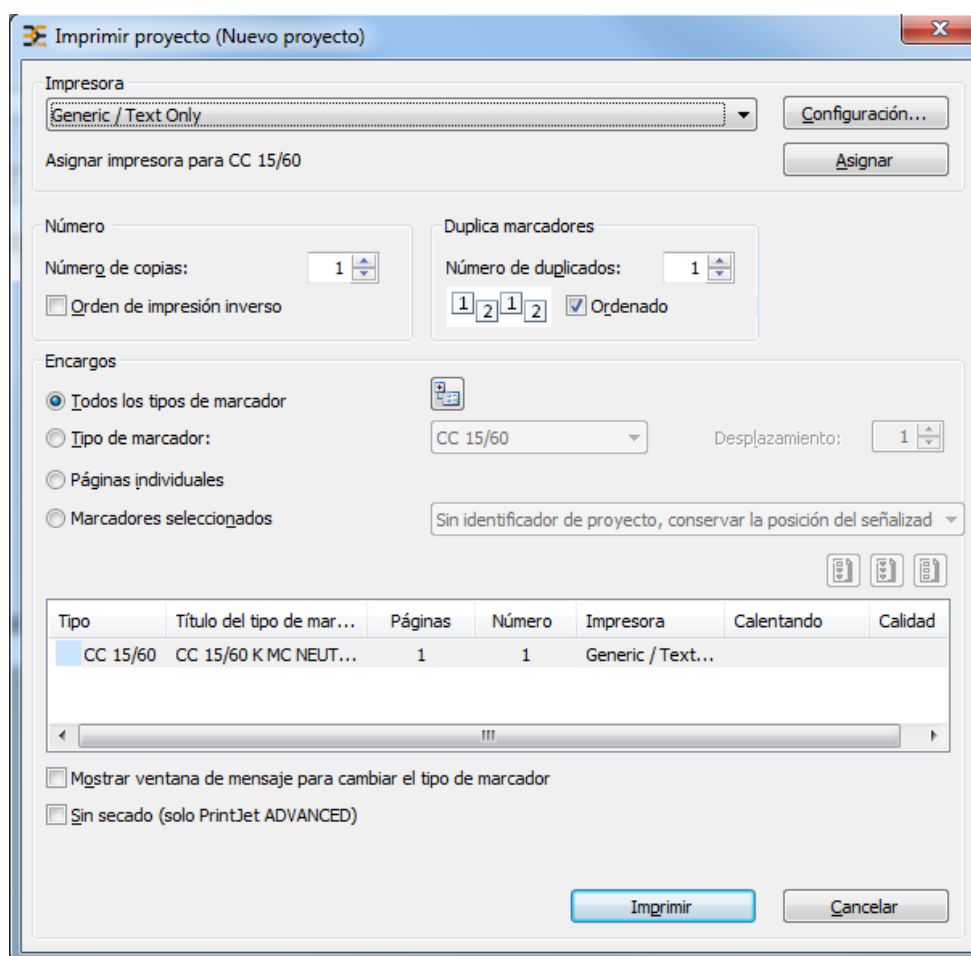 Imprimir proyecto (Nuevo proyecto)
Impresora
Generic / Text Only
Configuración...
Asignar impresora para CC 15/60
Asignar
Número
Duplica marcadores
Número de copias: 1
Número de duplicados: 1
Orden de impresión inverso
1 2 1 2 Ordenado
Encargos
Todos los tipos de marcador
Tipo de marcador: CC 15/60 Desplazamiento: 1
Páginas individuales
Marcadores seleccionados Sin identificador de proyecto, conservar la posición del señalizad
Tipo Título del tipo de mar... Páginas Número Impresora Calentando Calidad
CC 15/60 CC 15/60 K MC NEUT... 1 1 Generic / Text...
Mostrar ventana de mensaje para cambiar el tipo de marcador
Sin secado (solo PrintJet ADVANCED)
Imprimir Cancelar